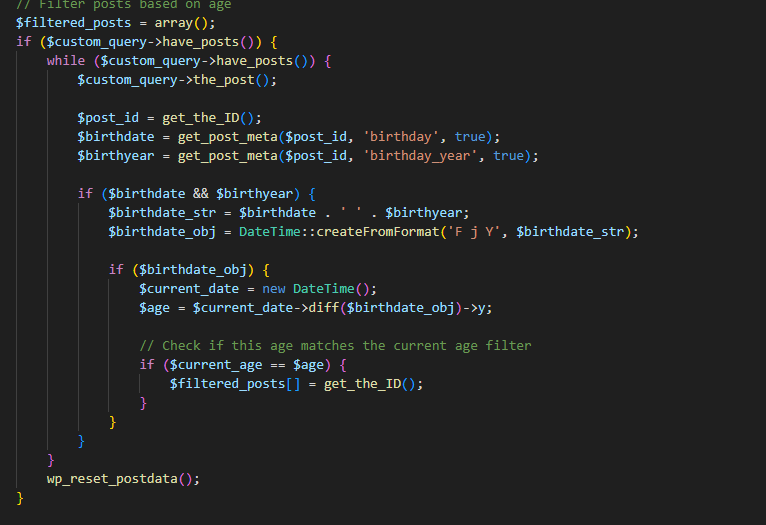 // Filter posts based on age
$filtered_posts = array();
if ($custom_query->have_posts()) {
    while ($custom_query->have_posts()) {
        $custom_query->the_post();

        $post_id = get_the_ID();
        $birthdate = get_post_meta($post_id, 'birthday', true);
        $birthyear = get_post_meta($post_id, 'birthday_year', true);

        if ($birthdate && $birthyear) {
            $birthdate_str = $birthdate . ' ' . $birthyear;
            $birthdate_obj = DateTime::createFromFormat('F j Y', $birthdate_str);

            if ($birthdate_obj) {
                $current_date = new DateTime();
                $age = $current_date->diff($birthdate_obj)->y;

                // Check if this age matches the current age filter
                if ($current_age == $age) {
                    $filtered_posts[] = get_the_ID();
                }
            }
        }
    }
    wp_reset_postdata();
}